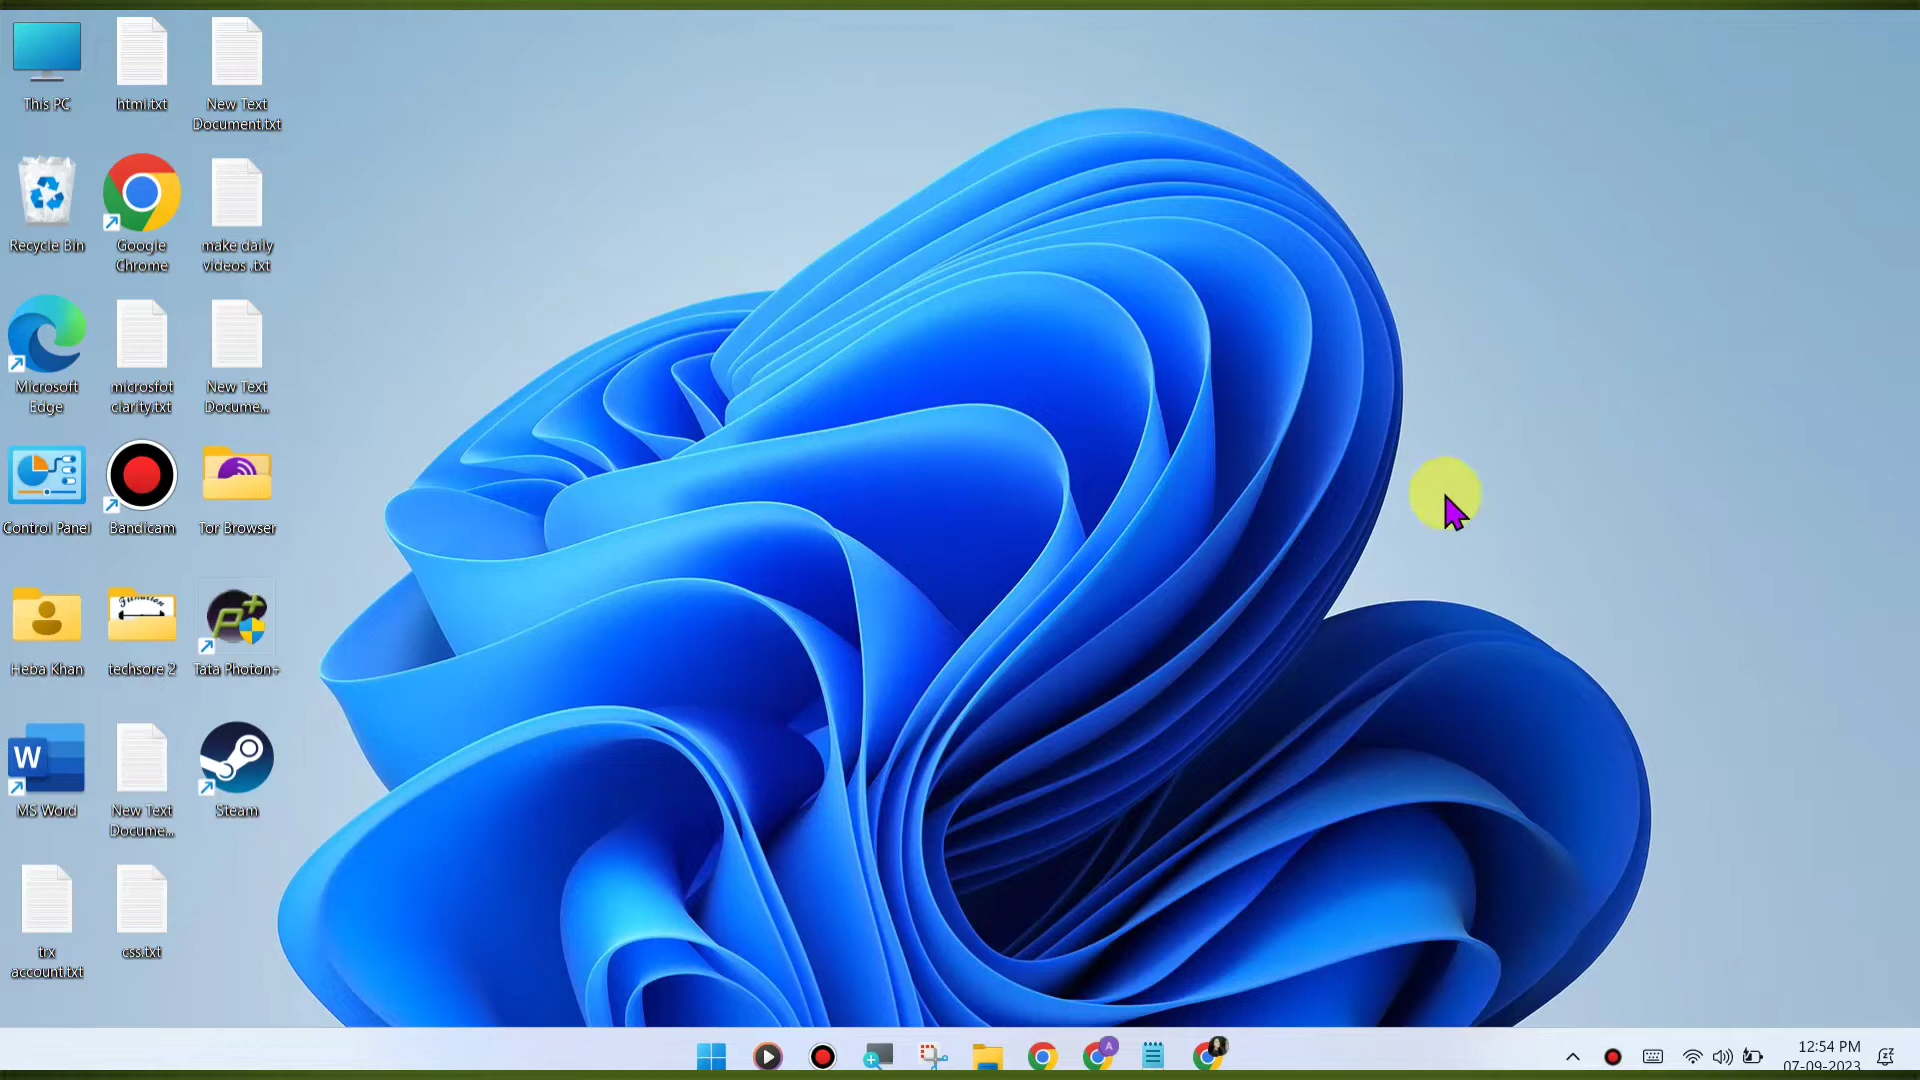 This PC
html.txt
New Text
Document.txt
Recycle Bin
Google
Chrome
make daily
videos .txt
Microsoft
Edge
microsfot
clarity.txt
New Text
Docume...
Control Panel
Bandicam
Tor Browser
Heba Khan
Function
techsore 2
Tata Photon+
W
MS Word
New Text
Docume...
Steam
trx
account.txt
css.txt
A
12:54 PM
07-09-2023